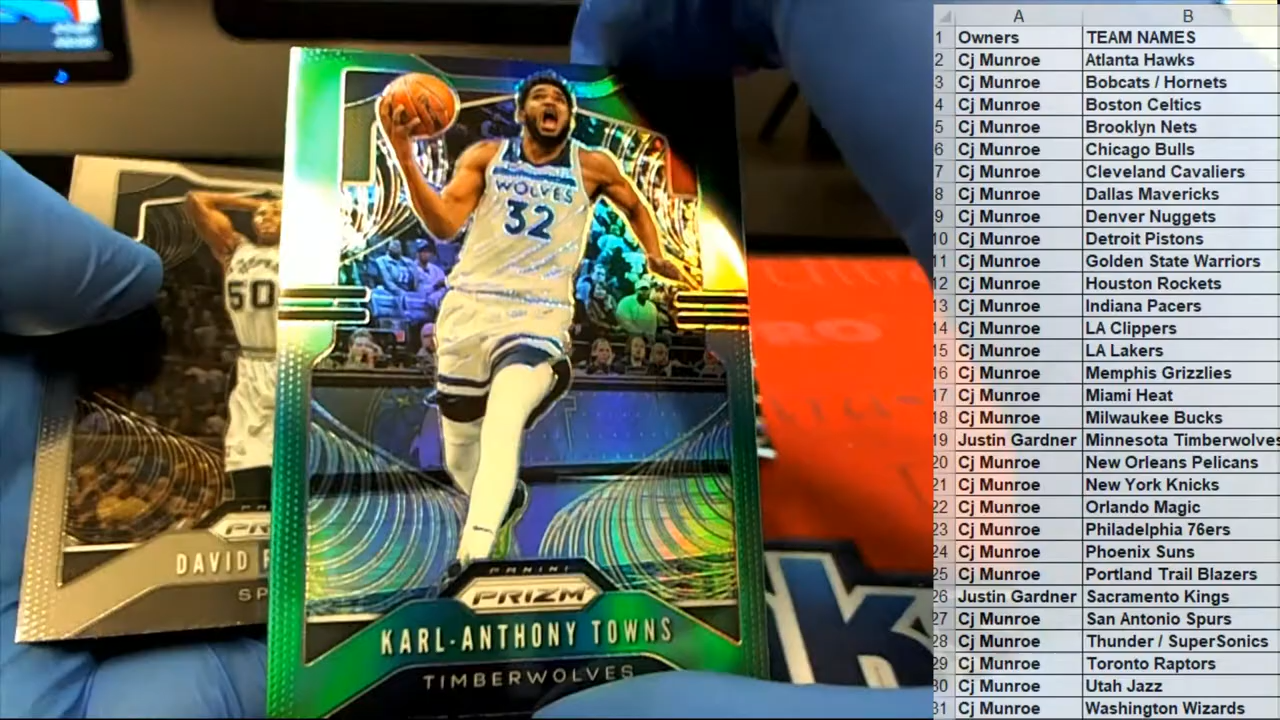 WOLVES
32
50
DAVID
SP
PANINI
PRIZM
KARL-ANTHONY TOWNS
TIMBERWOLVES
A B
1 Owners TEAM NAMES
2 Cj Munroe Atlanta Hawks
3 Cj Munroe Bobcats / Hornets
4 Cj Munroe Boston Celtics
5 Cj Munroe Brooklyn Nets
6 Cj Munroe Chicago Bulls
7 Cj Munroe Cleveland Cavaliers
8 Cj Munroe Dallas Mavericks
9 Cj Munroe Denver Nuggets
10 Cj Munroe Detroit Pistons
11 Cj Munroe Golden State Warriors
12 Cj Munroe Houston Rockets
13 Cj Munroe Indiana Pacers
14 Cj Munroe LA Clippers
15 Cj Munroe LA Lakers
16 Cj Munroe Memphis Grizzlies
17 Cj Munroe Miami Heat
18 Cj Munroe Milwaukee Bucks
19 Justin Gardner Minnesota Timberwolves
20 Cj Munroe New Orleans Pelicans
21 Cj Munroe New York Knicks
22 Cj Munroe Orlando Magic
23 Cj Munroe Philadelphia 76ers
24 Cj Munroe Phoenix Suns
25 Cj Munroe Portland Trail Blazers
26 Justin Gardner Sacramento Kings
27 Cj Munroe San Antonio Spurs
28 Cj Munroe Thunder / SuperSonics
29 Cj Munroe Toronto Raptors
30 Cj Munroe Utah Jazz
31 Cj Munroe Washington Wizards